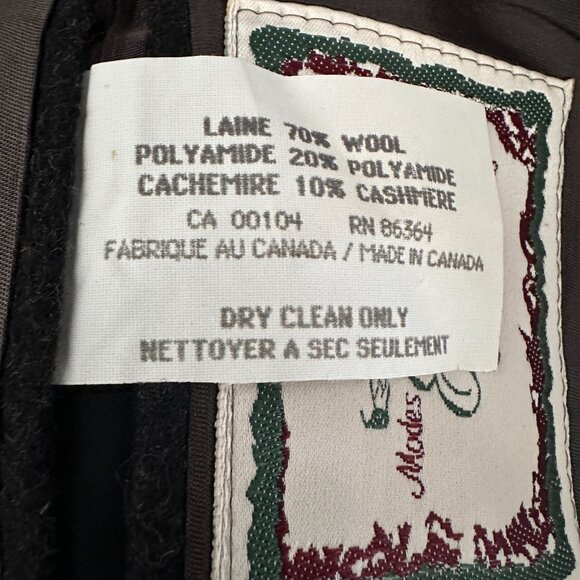 LAINE 70% WOOL
POLYAMIDE 20% POLYAMIDE
CACHEMIRE 10% CASHMERE
CA 00104 RN 86364
FABRIQUE AU CANADA / MADE IN CANADA
DRY CLEAN ONLY
NETTOYER A SEC SEULEMENT
Modes